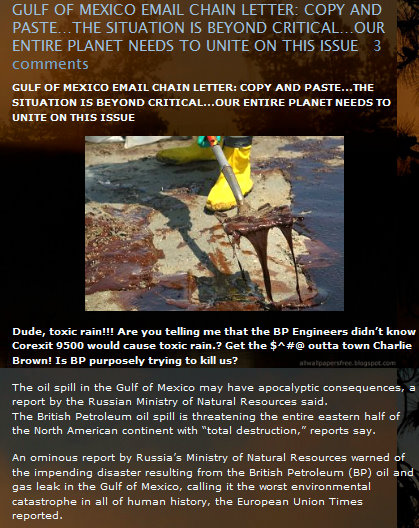 GULF OF MEXICO EMAIL CHAIN LETTER: COPY AND
PASTE...THE SITUATION IS BEYOND CRITICAL...OUR
ENTIRE PLANET NEEDS TO UNITE ON THIS ISSUE 3
comments
GULF OF MEXICO EMAIL CHAIN LETTER: COPY AND PASTE...THE
SITUATION IS BEYOND CRITICAL...OUR ENTIRE PLANET NEEDS TO
UNITE ON THIS ISSUE
Dude, toxic rain!!! Are you telling me that the BP Engineers didn't know
Corexit 9500 would cause toxic rain.? Get the $^#@ outta town Charlie
Brown! Is BP purposely trying to kill us?
allwallpapersfree.blogspot.com
The oil spill in the Gulf of Mexico may have apocalyptic consequences, a
report by the Russian Ministry of Natural Resources said.
The British Petroleum oil spill is threatening the entire eastern half of
the North American continent with “total destruction,” reports say.
An ominous report by Russia's Ministry of Natural Resources warned of
the impending disaster resulting from the British Petroleum (BP) oil and
gas leak in the Gulf of Mexico, calling it the worst environmental
catastrophe in all of human history, the European Union Times
reported.